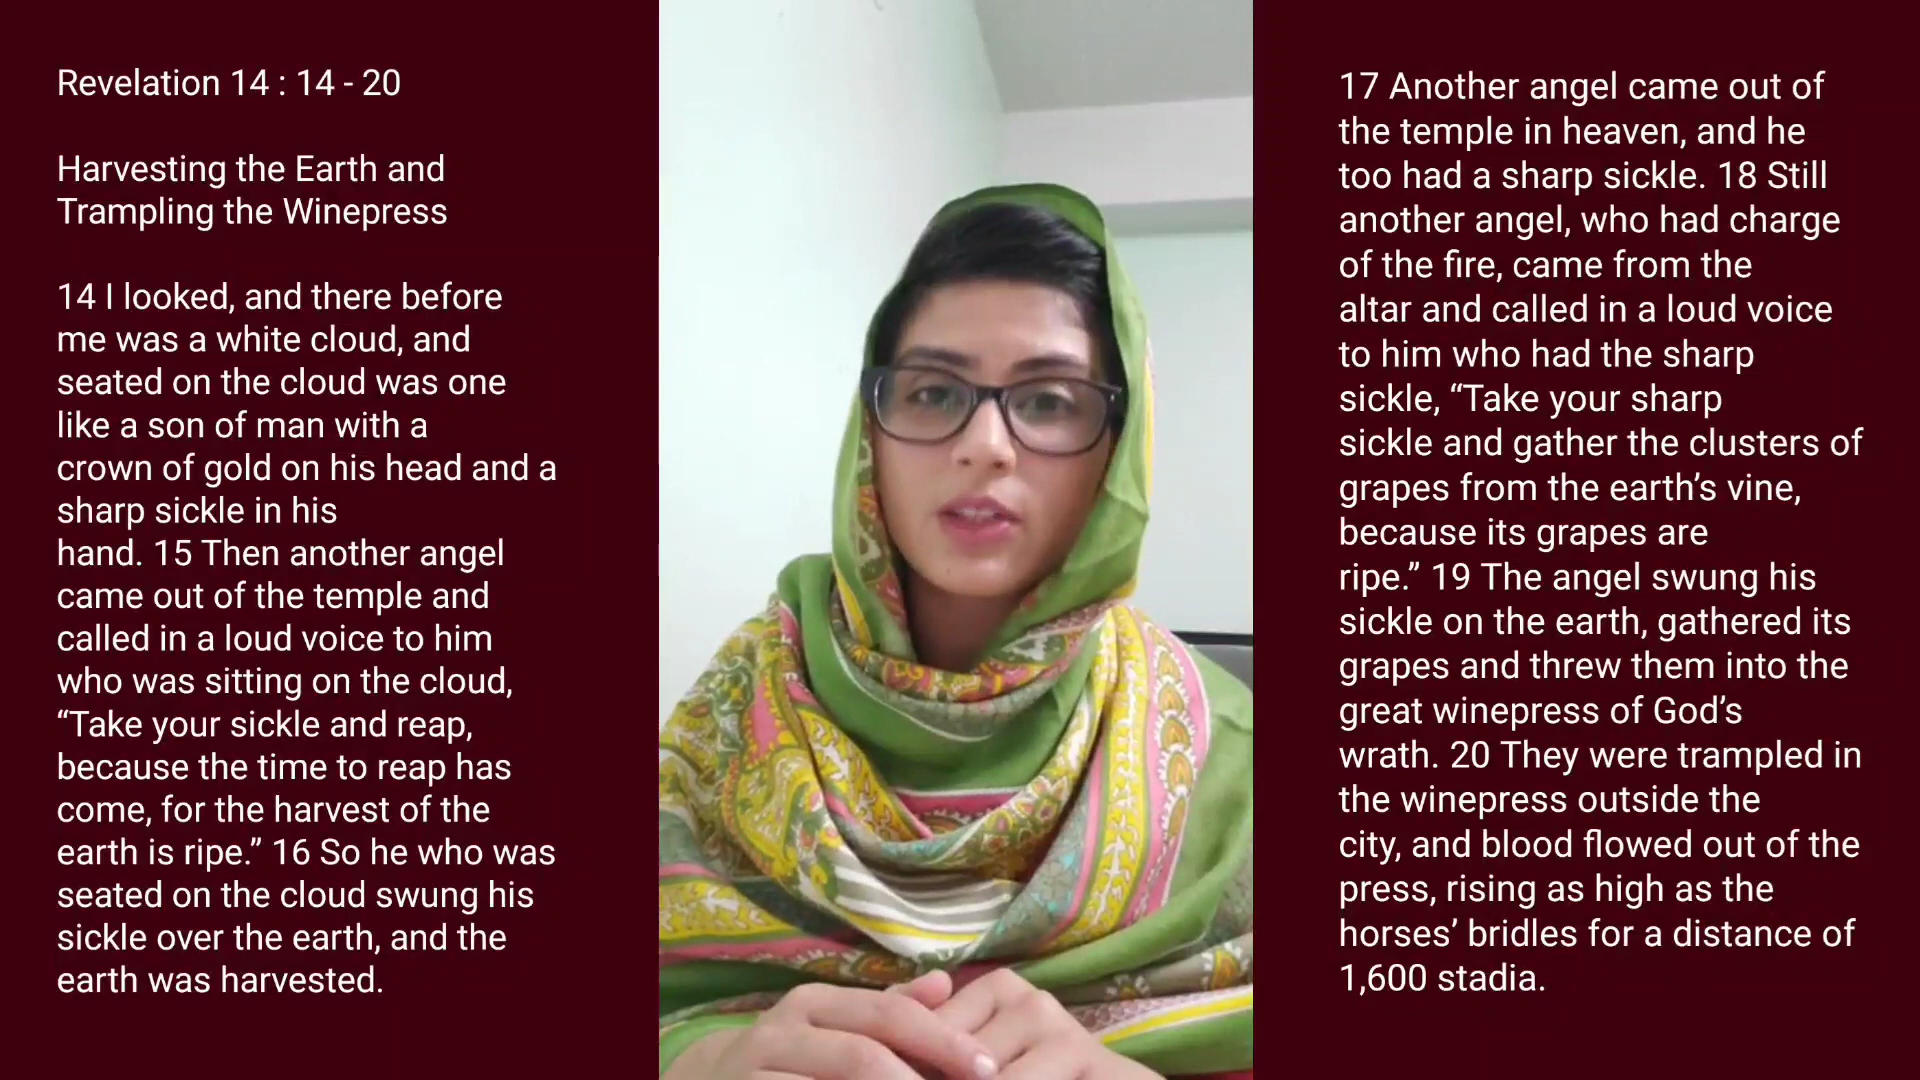 Revelation 14 : 14 - 20
Harvesting the Earth and
Trampling the Winepress
14 I looked, and there before
me was a white cloud, and
seated on the cloud was one
like a son of man with a
crown of gold on his head and a
sharp sickle in his
hand. 15 Then another angel
came out of the temple and
called in a loud voice to him
who was sitting on the cloud,
“Take your sickle and reap,
because the time to reap has
come, for the harvest of the
earth is ripe.” 16 So he who was
seated on the cloud swung his
sickle over the earth, and the
earth was harvested.
17 Another angel came out of
the temple in heaven, and he
too had a sharp sickle. 18 Still
another angel, who had charge
of the fire, came from the
altar and called in a loud voice
to him who had the sharp
sickle, “Take your sharp
sickle and gather the clusters of
grapes from the earth’s vine,
because its grapes are
ripe.” 19 The angel swung his
sickle on the earth, gathered its
grapes and threw them into the
great winepress of God’s
wrath. 20 They were trampled in
the winepress outside the
city, and blood flowed out of the
press, rising as high as the
horses’ bridles for a distance of
1,600 stadia.